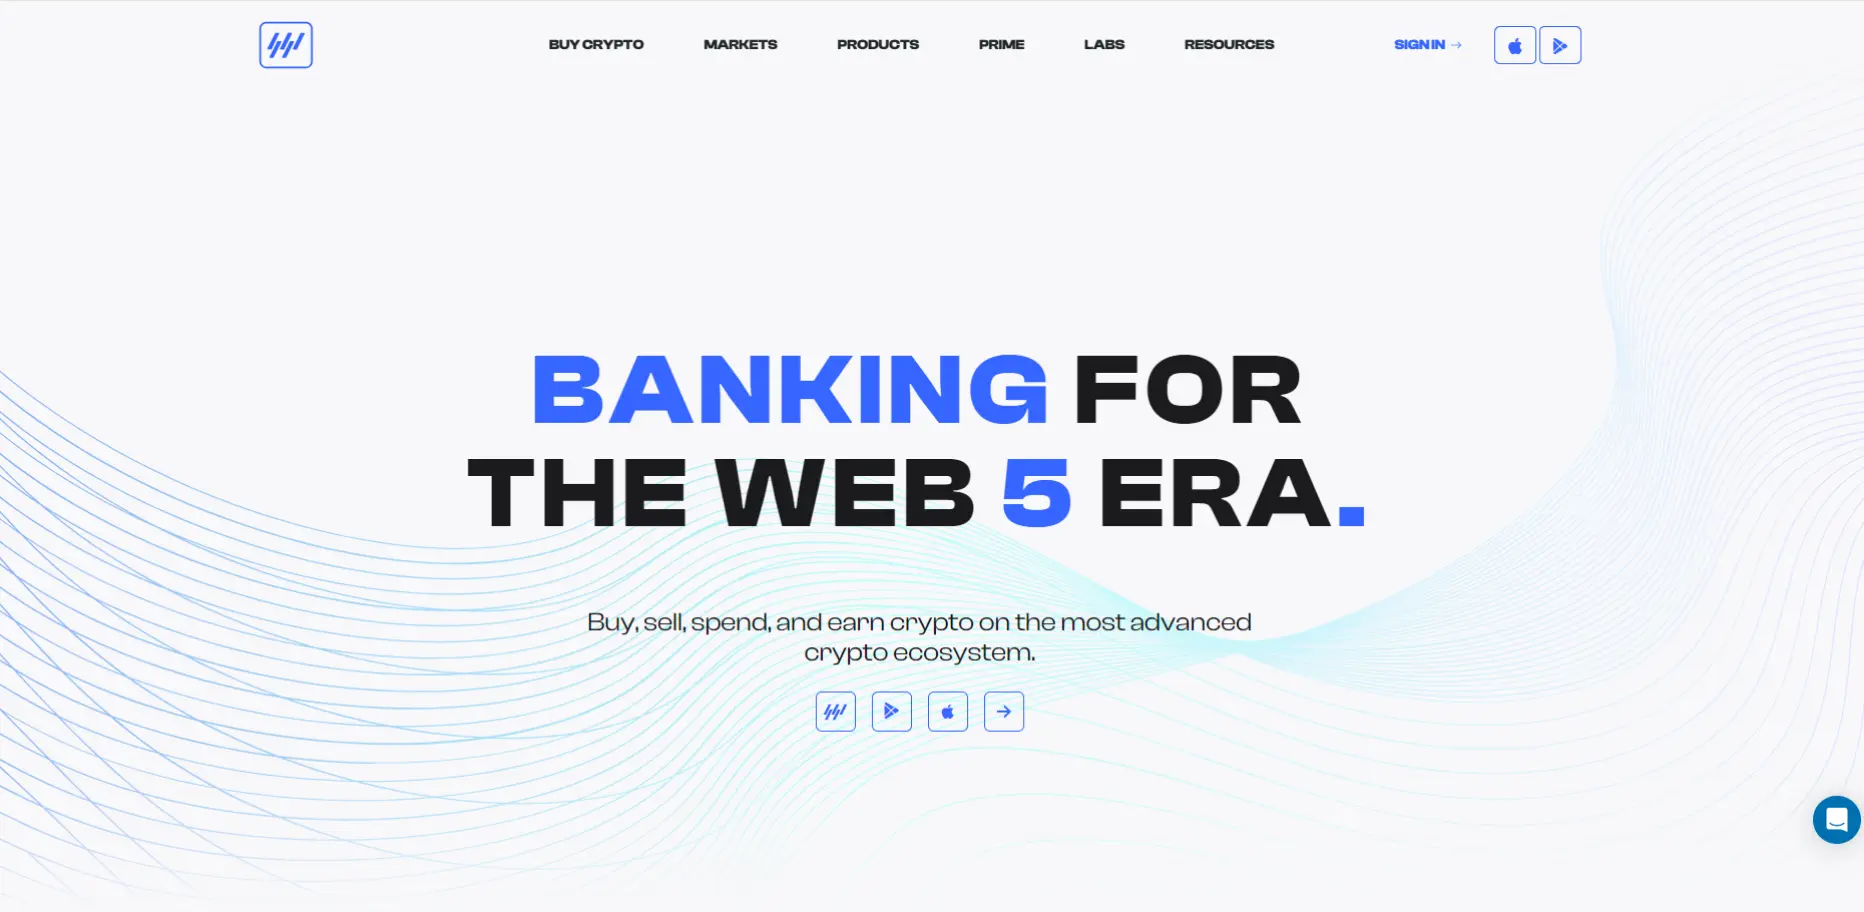 BUY CRYPTO MARKETS PRODUCTS PRIME LABS RESOURCES SIGN IN →
BANKING FOR
THE WEB 5 ERA.
Buy, sell, spend, and earn crypto on the most advanced
crypto ecosystem.